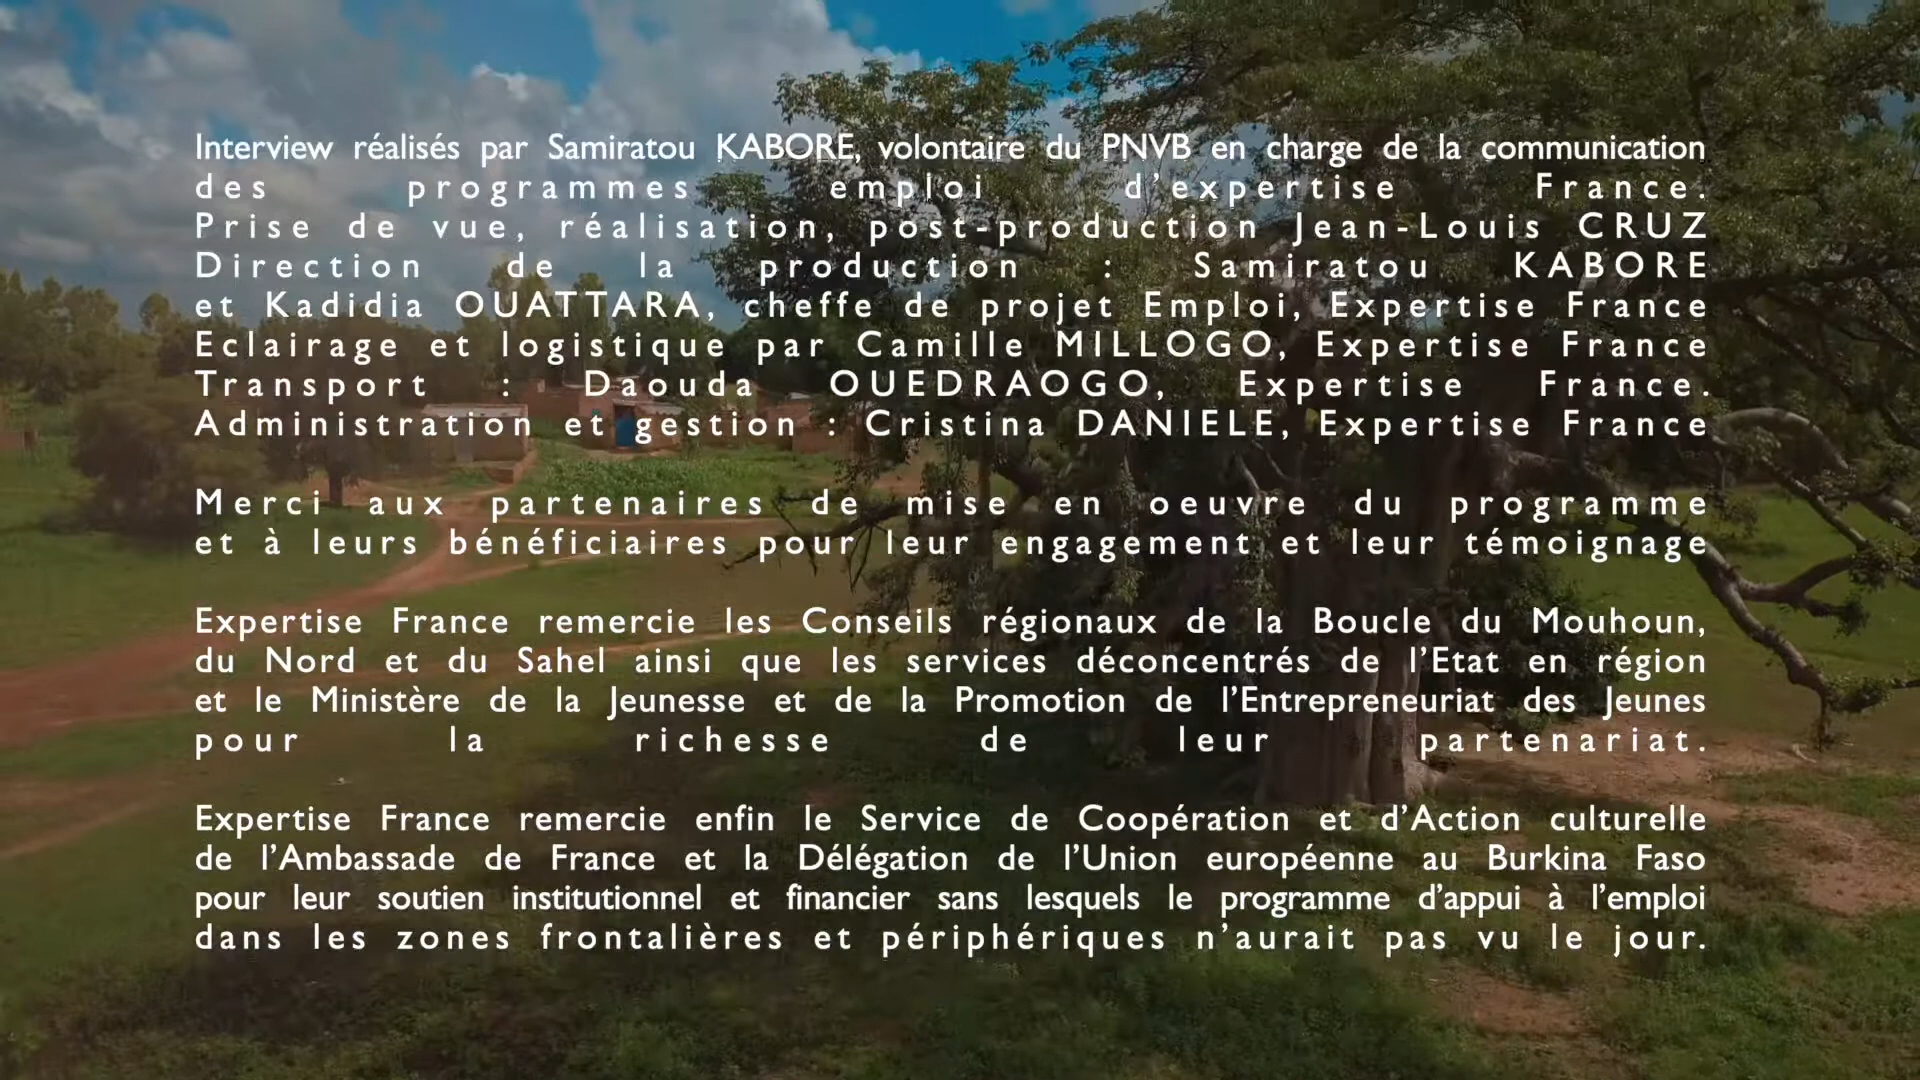 Interview réalisés par Samiratou KABORE, volontaire du PNVB en charge de la communication
des programmes emploi d'expertise France.
Prise de vue, réalisation, post-production Jean-Louis CRUZ
Direction de la production : Samiratou KABORE
et Kadidia OUATTARA, cheffe de projet Emploi, Expertise France
Eclairage et logistique par Camille MILLOGO, Expertise France
Transport : Daouda OUEDRAOGO, Expertise France.
Administration et gestion : Cristina DANIELE, Expertise France
Merci aux partenaires de mise en oeuvre du programme
et à leurs bénéficiaires pour leur engagement et leur témoignage
Expertise France remercie les Conseils régionaux de la Boucle du Mouhoun,
du Nord et du Sahel ainsi que les services déconcentrés de l'Etat en région
et le Ministère de la Jeunesse et de la Promotion de l'Entrepreneuriat des Jeunes
pour la richesse de leur partenariat.
Expertise France remercie enfin le Service de Coopération et d'Action culturelle
de l'Ambassade de France et la Délégation de l'Union européenne au Burkina Faso
pour leur soutien institutionnel et financier sans lesquels le programme d'appui à l'emploi
dans les zones frontalières et périphériques n'aurait pas vu le jour.